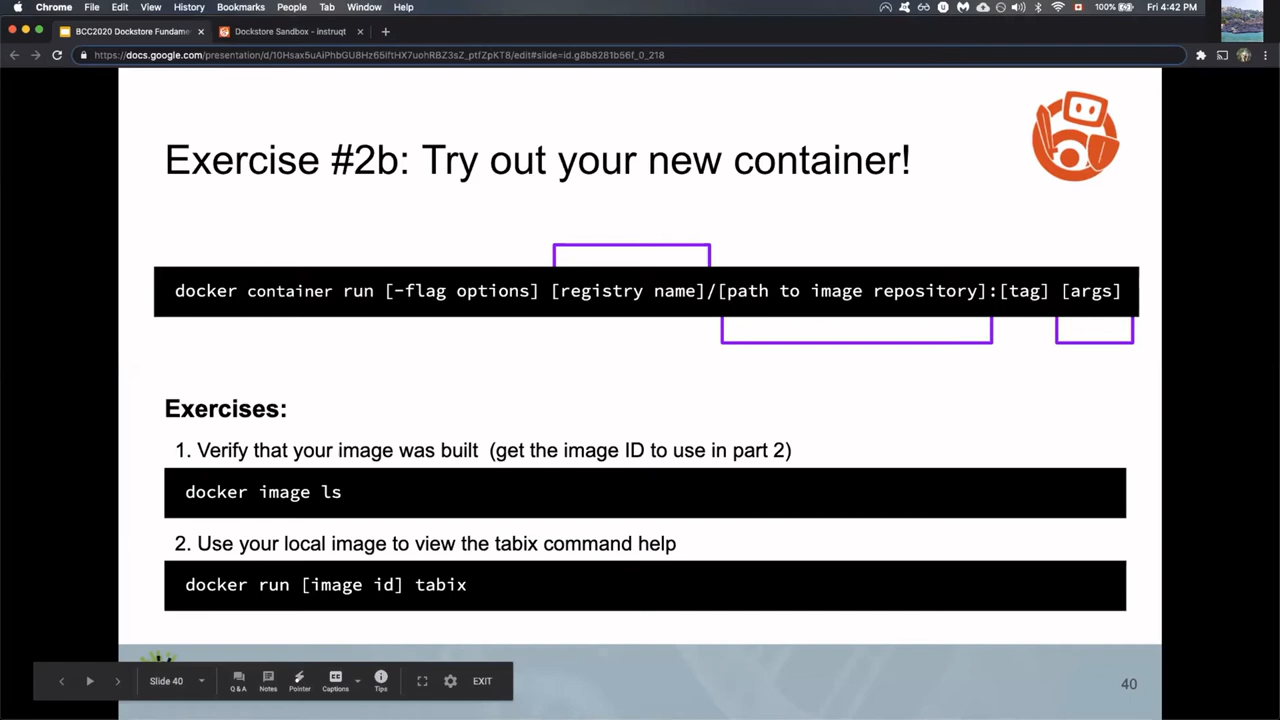 Chrome File Edit View History Bookmarks People Tab Window Help 100% Fri 4:42 PM
BCC2020 Dockstore Fundame Dockstore Sandbox - instruqt
https://docs.google.com/presentation/d/10Hsax5uAiPhbGU8Hz65iftHX7uohRBZ3sZ_ptfZpKT8/edit#slide=id.g8b8281b56f_0_218
Exercise #2b: Try out your new container!
docker container run [-flag options] [registry name]/[path to image repository]:[tag] [args]
Exercises:
1. Verify that your image was built (get the image ID to use in part 2)
docker image ls
2. Use your local image to view the tabix command help
docker run [image id] tabix
Slide 40 Q & A Notes Pointer CC Captions Tips EXIT
40